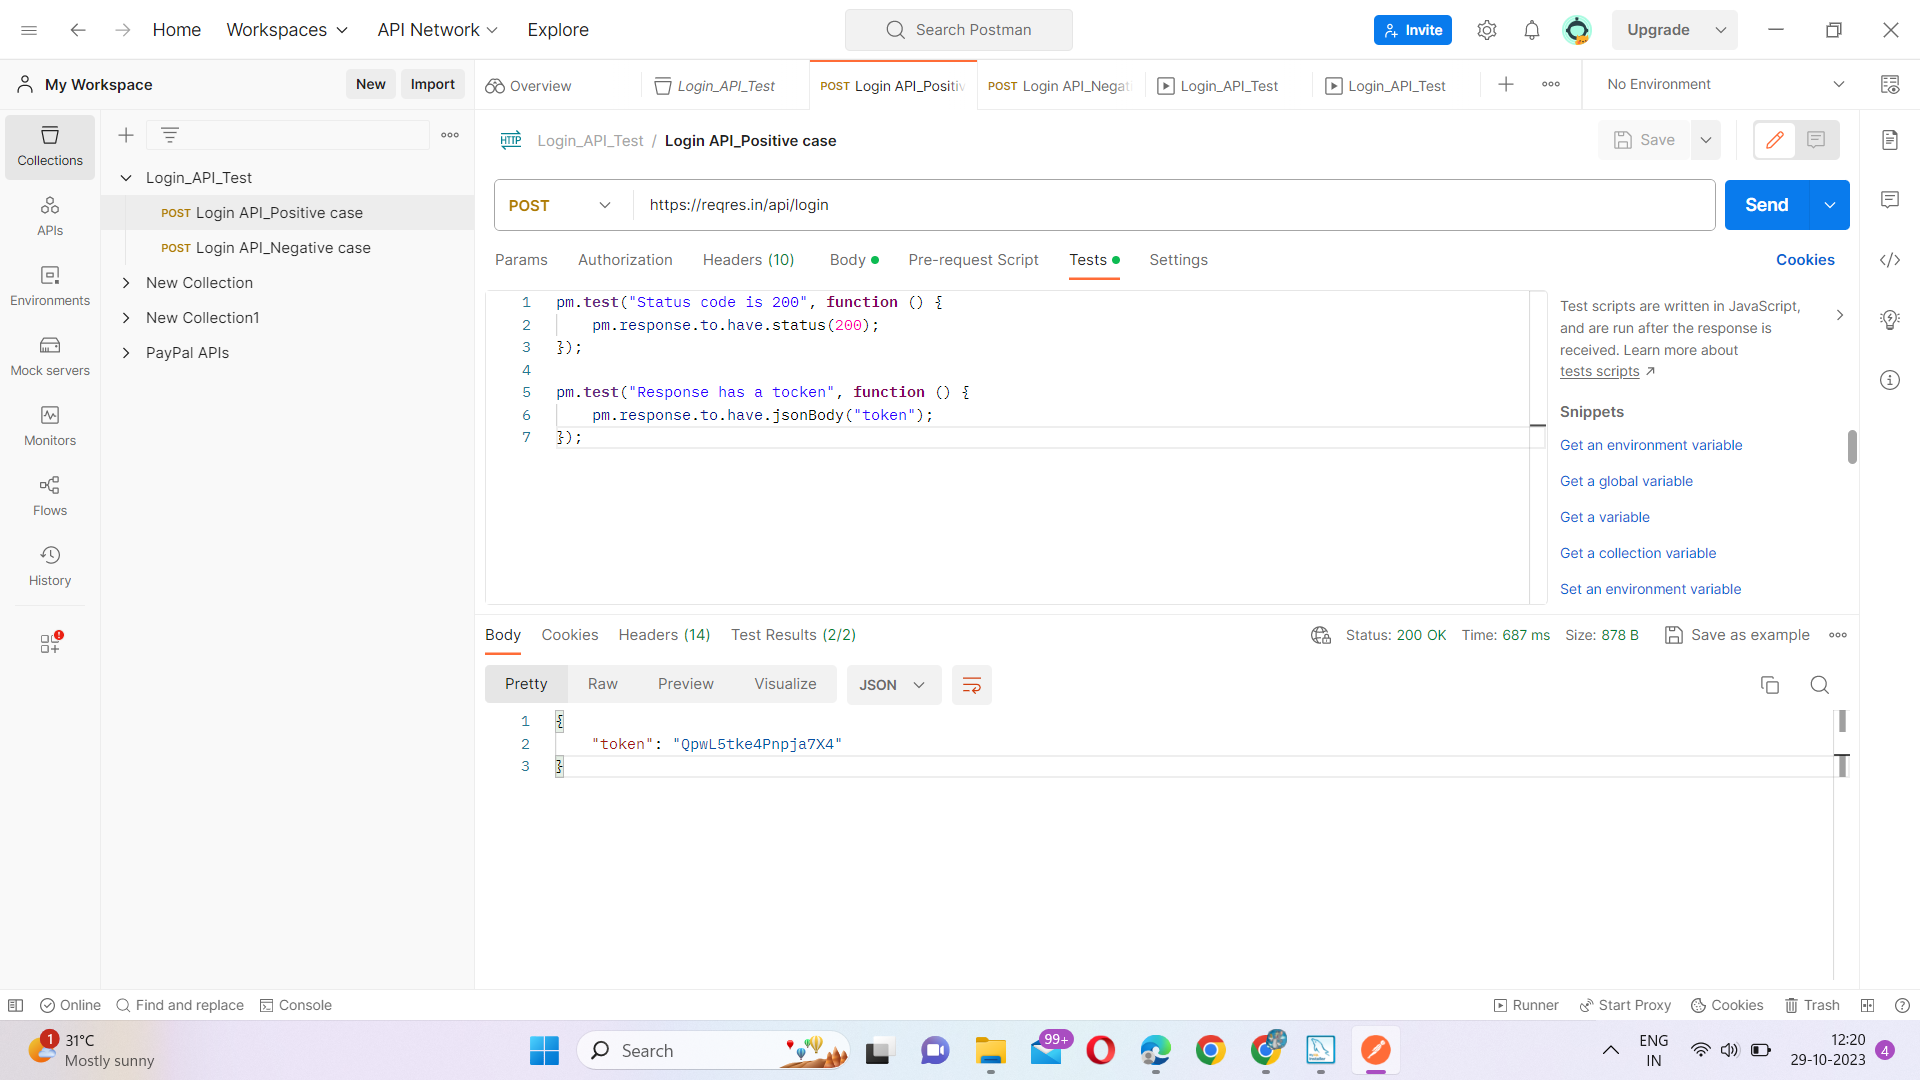 Home
Workspaces
API Network
Explore
Search Postman
Invite
Upgrade
My Workspace
New
Import
Overview
Login_API_Test
POST Login API_Positiv
POST Login API_Negati
Login_API_Test
Login_API_Test
No Environment
Collections
APIs
Environments
Mock servers
Monitors
Flows
History
Login_API_Test
POST Login API_Positive case
POST Login API_Negative case
New Collection
New Collection1
PayPal APIs
HTTP
Login_API_Test / Login API_Positive case
Save
POST
https://reqres.in/api/login
Send
Params
Authorization
Headers (10)
Body
Pre-request Script
Tests
Settings
Cookies
1 pm.test("Status code is 200", function () {
2 pm.response.to.have.status(200);
3 });
4
5 pm.test("Response has a tocken", function () {
6 pm.response.to.have.jsonBody("token");
7 });
Test scripts are written in JavaScript,
and are run after the response is
received. Learn more about
tests scripts
Snippets
Get an environment variable
Get a global variable
Get a variable
Get a collection variable
Set an environment variable
Body
Cookies
Headers (14)
Test Results (2/2)
Status: 200 OK
Time: 687 ms
Size: 878 B
Save as example
Pretty
Raw
Preview
Visualize
JSON
1 {
2 "token": "QpwL5tke4Pnpja7X4"
3 }
Online
Find and replace
Console
Runner
Start Proxy
Cookies
Trash
1
31°C
Mostly sunny
Search
99+
ENG
IN
12:20
29-10-2023
4